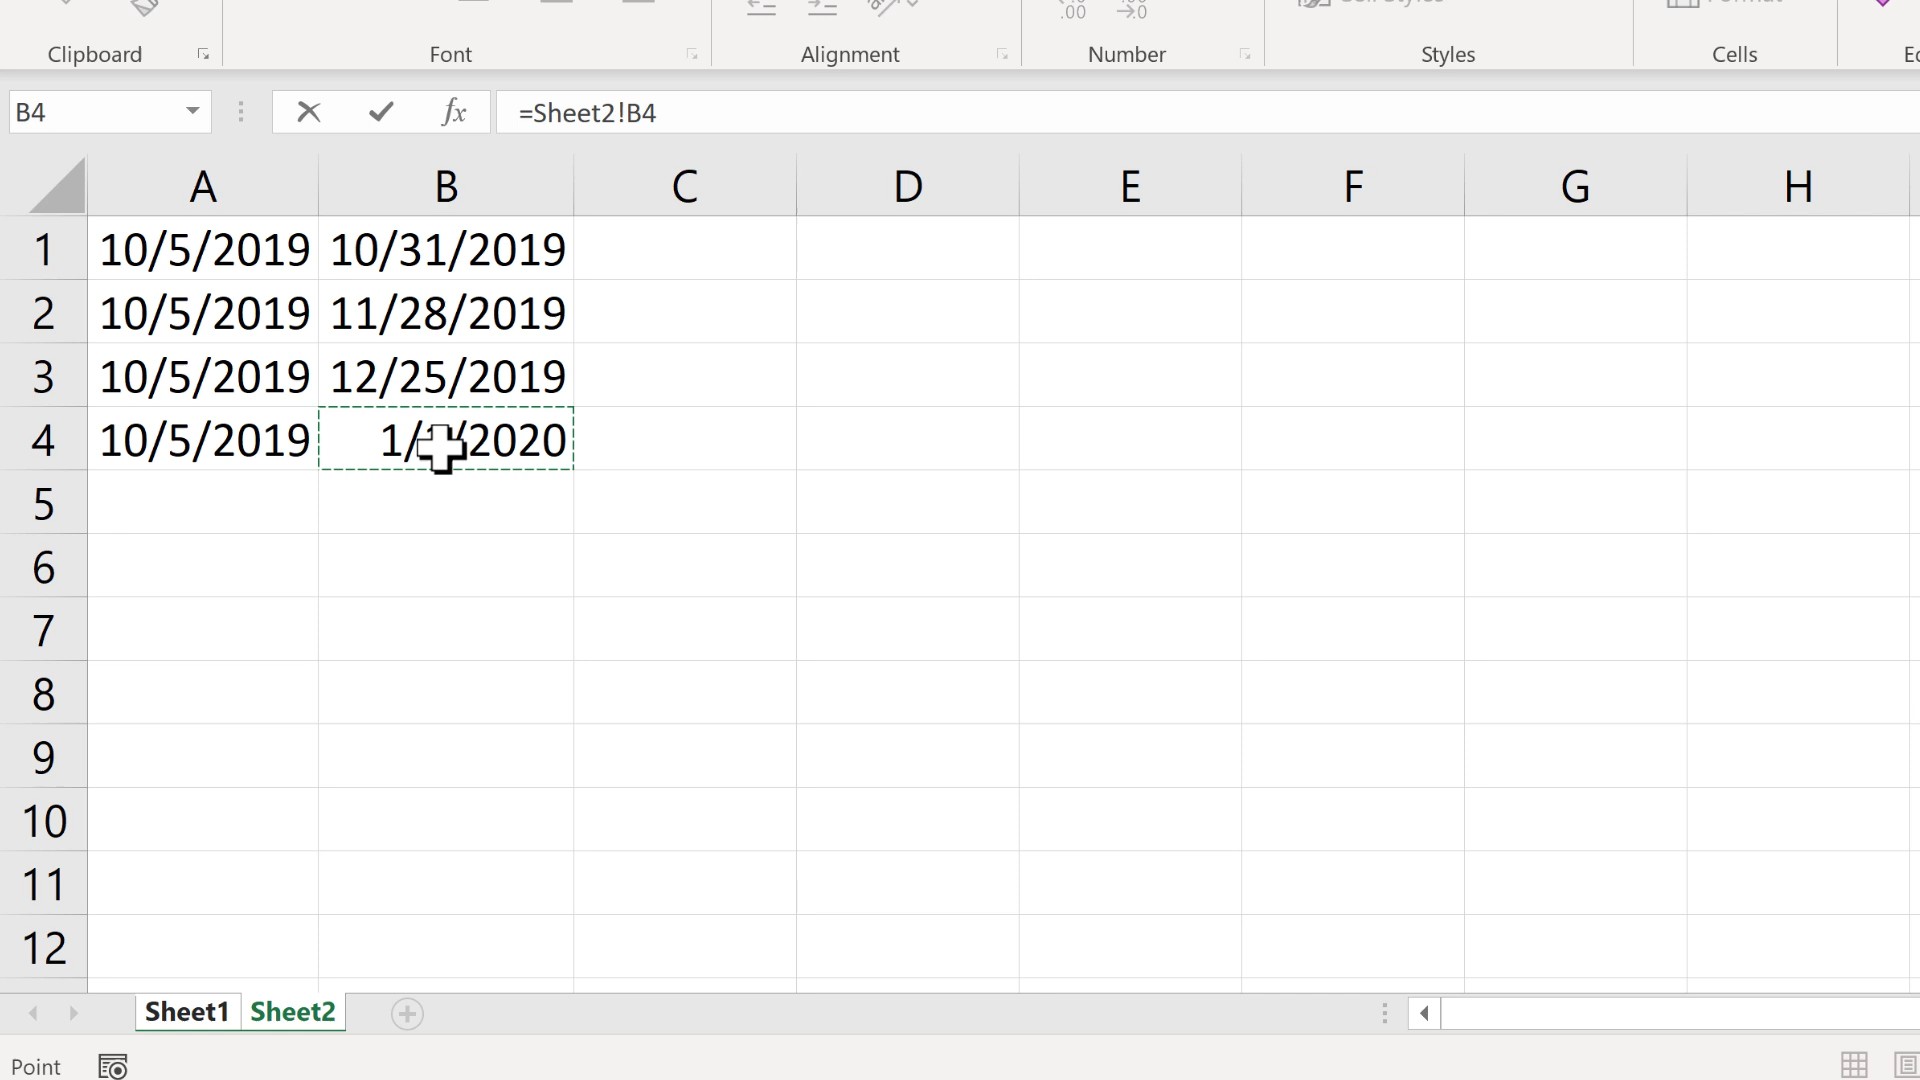 Clipboard Font Alignment Number Styles Cells
B4 fx =Sheet2!B4
A B C D E F G H
1 10/5/2019 10/31/2019
2 10/5/2019 11/28/2019
3 10/5/2019 12/25/2019
4 10/5/2019 1/1/2020
5
6
7
8
9
10
11
12
Sheet1 Sheet2
Point